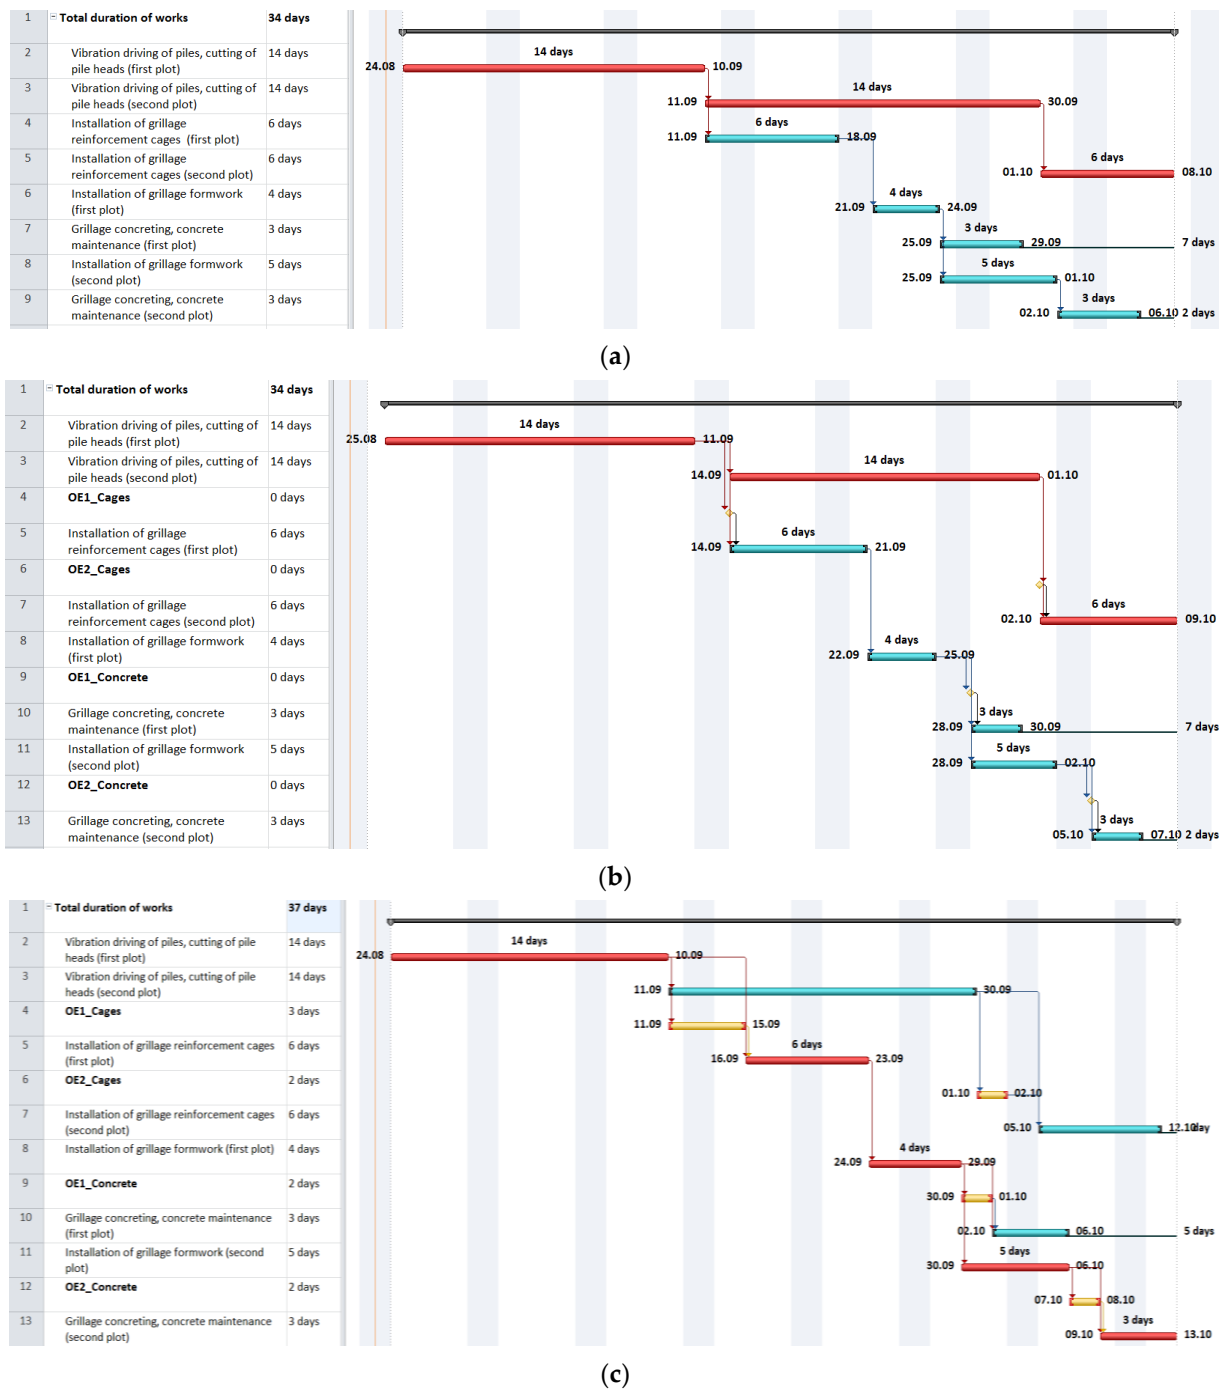 1 Total duration of works 34 days
14 days
2 Vibration driving of piles, cutting of 14 days
pile heads (first plot)
24.08 10.09
14 days
3 Vibration driving of piles, cutting of 14 days
pile heads (second plot)
11.09 30.09
6 days
4 Installation of grillage 6 days
reinforcement cages (first plot)
11.09 18.09
6 days
5 Installation of grillage 6 days
reinforcement cages (second plot)
01.10 08.10
4 days
6 Installation of grillage formwork 4 days
(first plot)
21.09 24.09
3 days
7 Grillage concreting, concrete 3 days
maintenance (first plot)
25.09 29.09 7 days
5 days
8 Installation of grillage formwork 5 days
(second plot)
25.09 01.10
3 days
9 Grillage concreting, concrete 3 days
maintenance (second plot)
02.10 06.10 2 days
(a)
1 Total duration of works 34 days
14 days
2 Vibration driving of piles, cutting of 14 days
pile heads (first plot)
25.08 11.09
14 days
3 Vibration driving of piles, cutting of 14 days
pile heads (second plot)
14.09 01.10
4 OE1_Cages 0 days
6 days
5 Installation of grillage 6 days
reinforcement cages (first plot)
14.09 21.09
6 OE2_Cages 0 days
6 days
7 Installation of grillage 6 days
reinforcement cages (second plot)
02.10 09.10
4 days
8 Installation of grillage formwork 4 days
(first plot)
22.09 25.09
9 OE1_Concrete 0 days
3 days
10 Grillage concreting, concrete 3 days
maintenance (first plot)
28.09 30.09 7 days
5 days
11 Installation of grillage formwork 5 days
(second plot)
28.09 02.10
12 OE2_Concrete 0 days
3 days
13 Grillage concreting, concrete 3 days
maintenance (second plot)
05.10 07.10 2 days
(b)
1 Total duration of works 37 days
14 days
2 Vibration driving of piles, cutting of pile 14 days
heads (first plot)
24.08 10.09
3 Vibration driving of piles, cutting of pile 14 days
heads (second plot)
11.09 30.09
4 OE1_Cages 3 days
11.09 15.09
6 days
5 Installation of grillage reinforcement cages 6 days
(first plot)
16.09 23.09
6 OE2_Cages 2 days
01.10 02.10
7 Installation of grillage reinforcement cages 6 days
(second plot)
05.10 12.10 day
4 days
8 Installation of grillage formwork (first plot) 4 days
24.09 29.09
9 OE1_Concrete 2 days
30.09 01.10
10 Grillage concreting, concrete maintenance 3 days
(first plot)
02.10 06.10 5 days
5 days
11 Installation of grillage formwork (second 5 days
plot)
30.09 06.10
12 OE2_Concrete 2 days
07.10 08.10
3 days
13 Grillage concreting, concrete maintenance 3 days
(second plot)
09.10 13.10
(c)